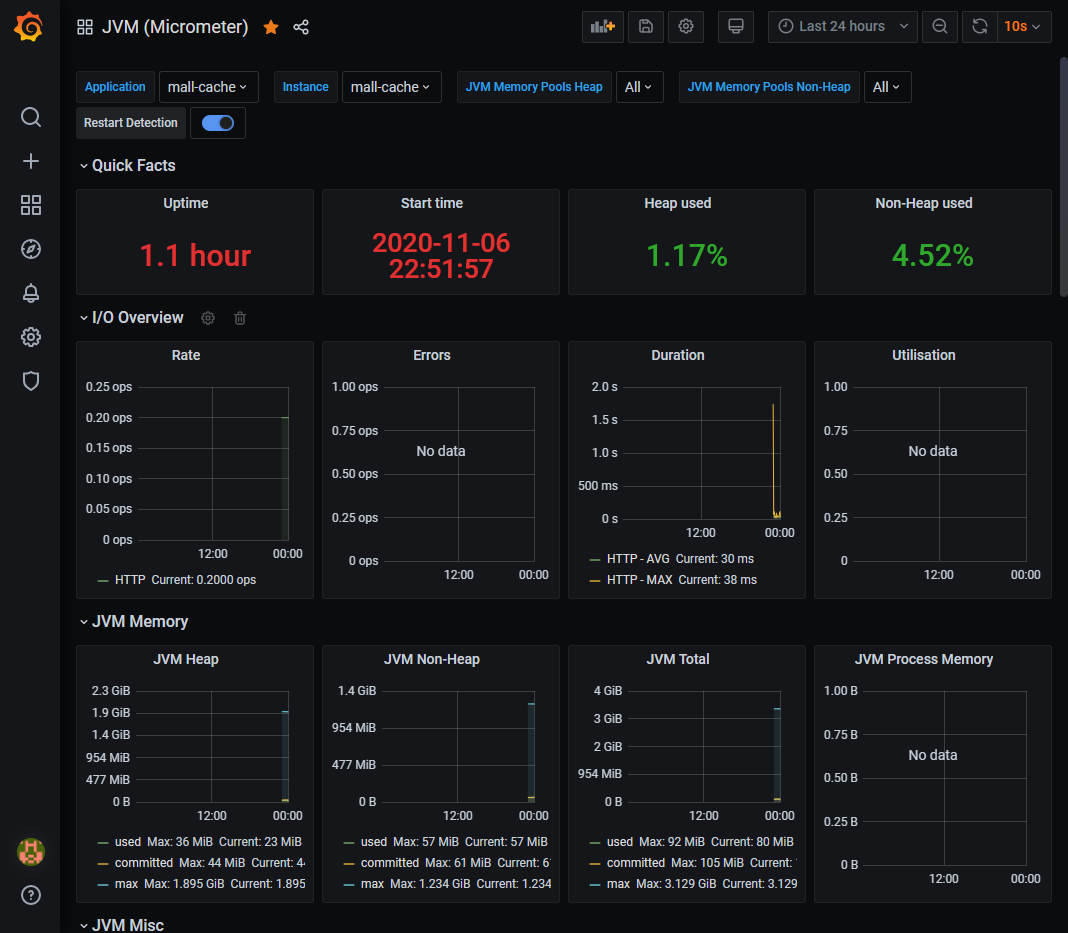 JVM (Micrometer)
Last 24 hours
10s
Application mall-cache Instance mall-cache JVM Memory Pools Heap All JVM Memory Pools Non-Heap All
Restart Detection
Quick Facts
Uptime
1.1 hour
Start time
2020-11-06
22:51:57
Heap used
1.17%
Non-Heap used
4.52%
I/O Overview
Rate
0.25 ops
0.20 ops
0.15 ops
0.10 ops
0.05 ops
0 ops
12:00 00:00
HTTP Current: 0.2000 ops
Errors
1.00 ops
0.75 ops
No data
0.50 ops
0.25 ops
0 ops
12:00 00:00
Duration
2.0 s
1.5 s
1.0 s
500 ms
0 s
12:00 00:00
HTTP - AVG Current: 30 ms
HTTP - MAX Current: 38 ms
Utilisation
1.00
0.75
No data
0.50
0.25
0
12:00 00:00
JVM Memory
JVM Heap
2.3 GiB
1.9 GiB
1.4 GiB
954 MiB
477 MiB
0 B
12:00 00:00
used Max: 36 MiB Current: 23 MiB
committed Max: 44 MiB Current: 4
max Max: 1.895 GiB Current: 1.895
JVM Non-Heap
1.4 GiB
954 MiB
477 MiB
0 B
12:00 00:00
used Max: 57 MiB Current: 57 MiB
committed Max: 61 MiB Current: 6
max Max: 1.234 GiB Current: 1.234
JVM Total
4 GiB
3 GiB
2 GiB
954 MiB
0 B
12:00 00:00
used Max: 92 MiB Current: 80 MiB
committed Max: 105 MiB Current:
max Max: 3.129 GiB Current: 3.129
JVM Process Memory
1.00 B
0.75 B
No data
0.50 B
0.25 B
0 B
12:00 00:00
JVM Misc